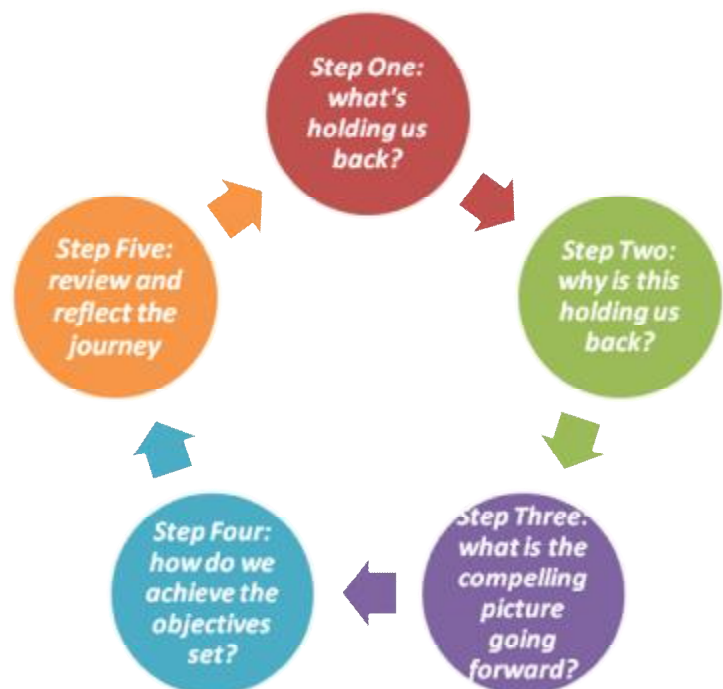 Step One:
what's
holding us
back?
Step Two:
why is this
holding us
back?
Step Three:
what is the
compelling
picture
going
forward?
Step Four:
how do we
achieve the
objectives
set?
Step Five:
review and
reflect the
journey